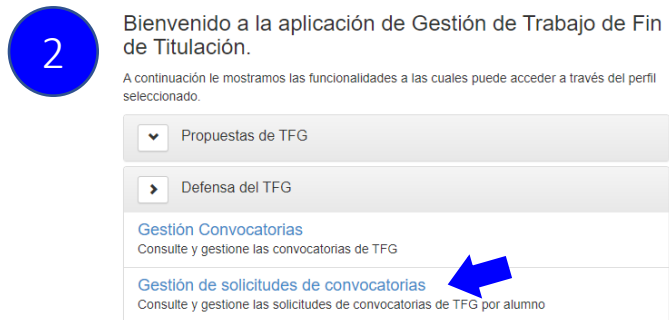 2
Bienvenido a la aplicación de Gestión de Trabajo de Fin
de Titulación.
A continuación le mostramos las funcionalidades a las cuales puede acceder a través del perfil
seleccionado.
Propuestas de TFG
Defensa del TFG
Gestión Convocatorias
Consulte y gestione las convocatorias de TFG
Gestión de solicitudes de convocatorias
Consulte y gestione las solicitudes de convocatorias de TFG por alumno